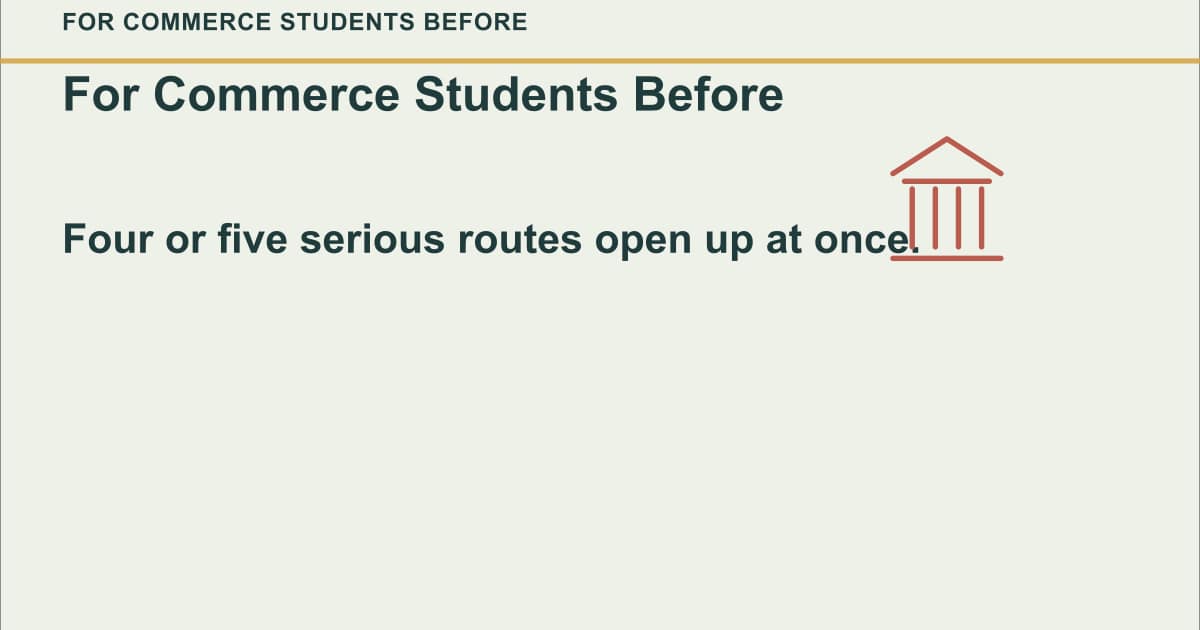 FOR COMMERCE STUDENTS BEFORE
For Commerce Students Before
Four or five serious routes open up at once.